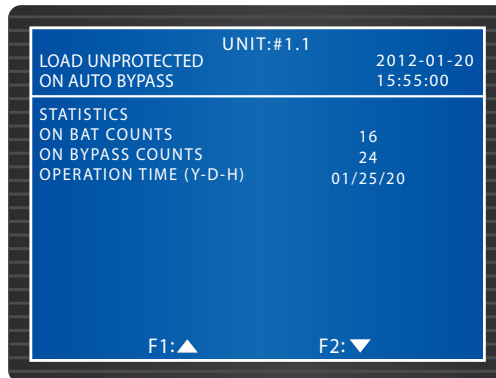 UNIT:#1.1
LOAD UNPROTECTED 2012-01-20
ON AUTO BYPASS 15:55:00
STATISTICS
ON BAT COUNTS 16
ON BYPASS COUNTS 24
OPERATION TIME (Y-D-H) 01/25/20
F1:▲ F2:▼